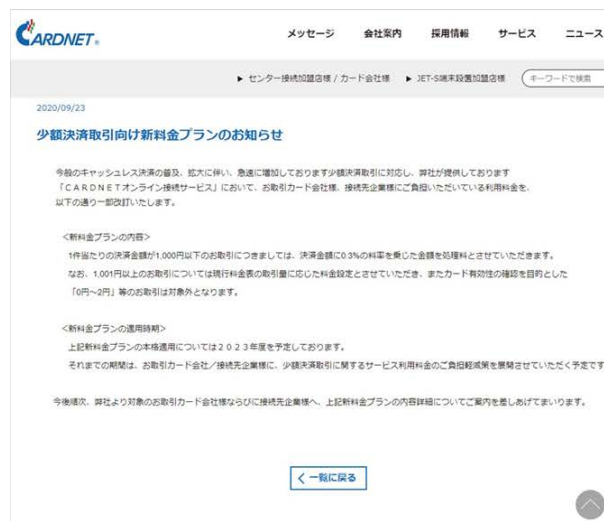 CARDNET®
メッセージ 会社案内 採用情報 サービス ニュース
▶ センター接続加盟店様 / カード会社様 ▶ JET-S端末設置加盟店様 キーワードで検索
2020/09/23
少額決済取引向け新料金プランのお知らせ
今般のキャッシュレス決済の普及、拡大に伴い、急速に増加しております少額決済取引に対応し、弊社が提供しております
「ＣＡＲＤＮＥＴオンライン接続サービス」において、お取引カード会社様、接続先企業様にご負担いただいている利用料金を、
以下の通り一部改訂いたします。
＜新料金プランの内容＞
1件当たりの決済金額が1,000円以下のお取引につきましては、決済金額に0.3%の料率を乗じた金額を処理料とさせていただきます。
なお、1,001円以上のお取引については現行料金表の取引量に応じた料金設定とさせていただき、またカード有効性の確認を目的とした
「0円～2円」等のお取引は対象外となります。
＜新料金プランの適用時期＞
上記新料金プランの本格適用については２０２３年度を予定しております。
それまでの期間は、お取引カード会社／接続先企業様に、少額決済取引に関するサービス利用料金のご負担軽減策を展開させていただく予定です
今後順次、弊社より対象のお取引カード会社様ならびに接続先企業様へ、上記新料金プランの内容詳細についてご案内を差しあげてまいります。
一覧に戻る